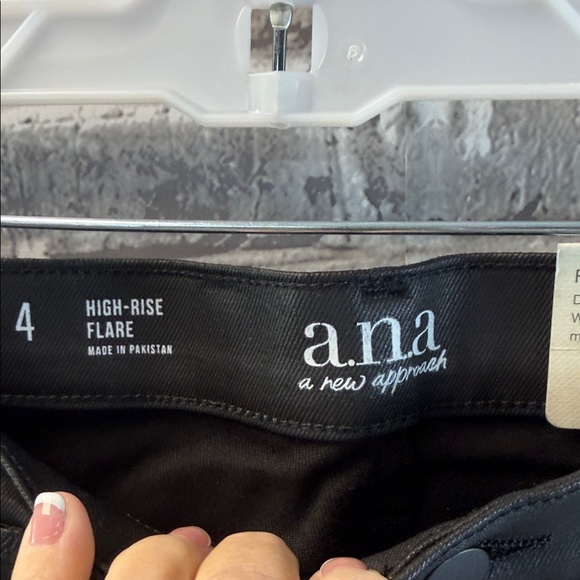 4
HIGH-RISE
FLARE
MADE IN PAKISTAN
a.n.a
a new approach